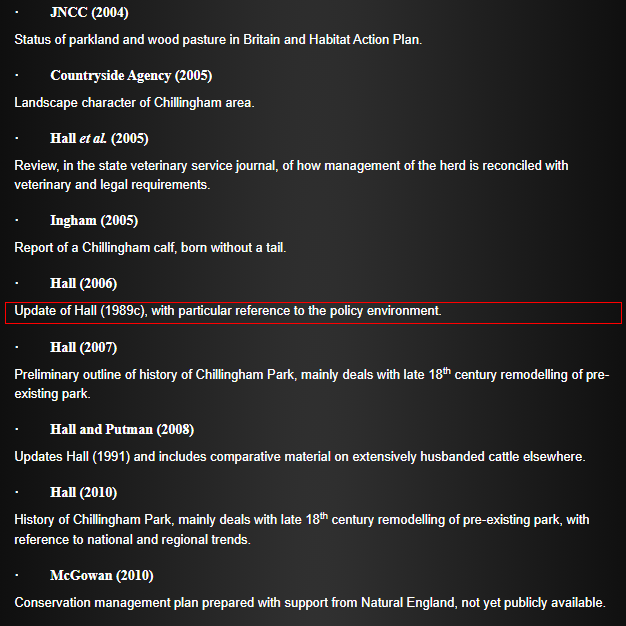 · JNCC (2004)
Status of parkland and wood pasture in Britain and Habitat Action Plan.
· Countryside Agency (2005)
Landscape character of Chillingham area.
· Hall et al. (2005)
Review, in the state veterinary service journal, of how management of the herd is reconciled with
veterinary and legal requirements.
· Ingham (2005)
Report of a Chillingham calf, born without a tail.
· Hall (2006)
Update of Hall (1989c), with particular reference to the policy environment.
· Hall (2007)
Preliminary outline of history of Chillingham Park, mainly deals with late 18th century remodelling of pre-
existing park.
· Hall and Putman (2008)
Updates Hall (1991) and includes comparative material on extensively husbanded cattle elsewhere.
· Hall (2010)
History of Chillingham Park, mainly deals with late 18th century remodelling of pre-existing park, with
reference to national and regional trends.
· McGowan (2010)
Conservation management plan prepared with support from Natural England, not yet publicly available.